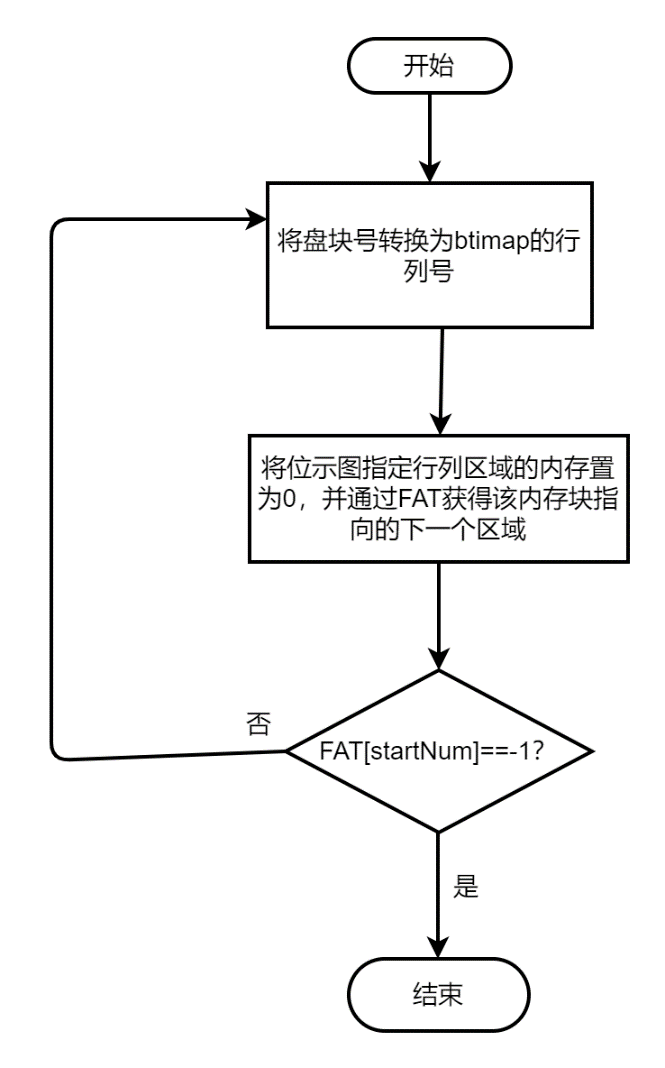 开始
将盘块号转换为btimap的行
列号
将位示图指定行列区域的内存置
为0，并通过FAT获得该内存块指
向的下一个区域
否
FAT[startNum]==-1?
是
结束